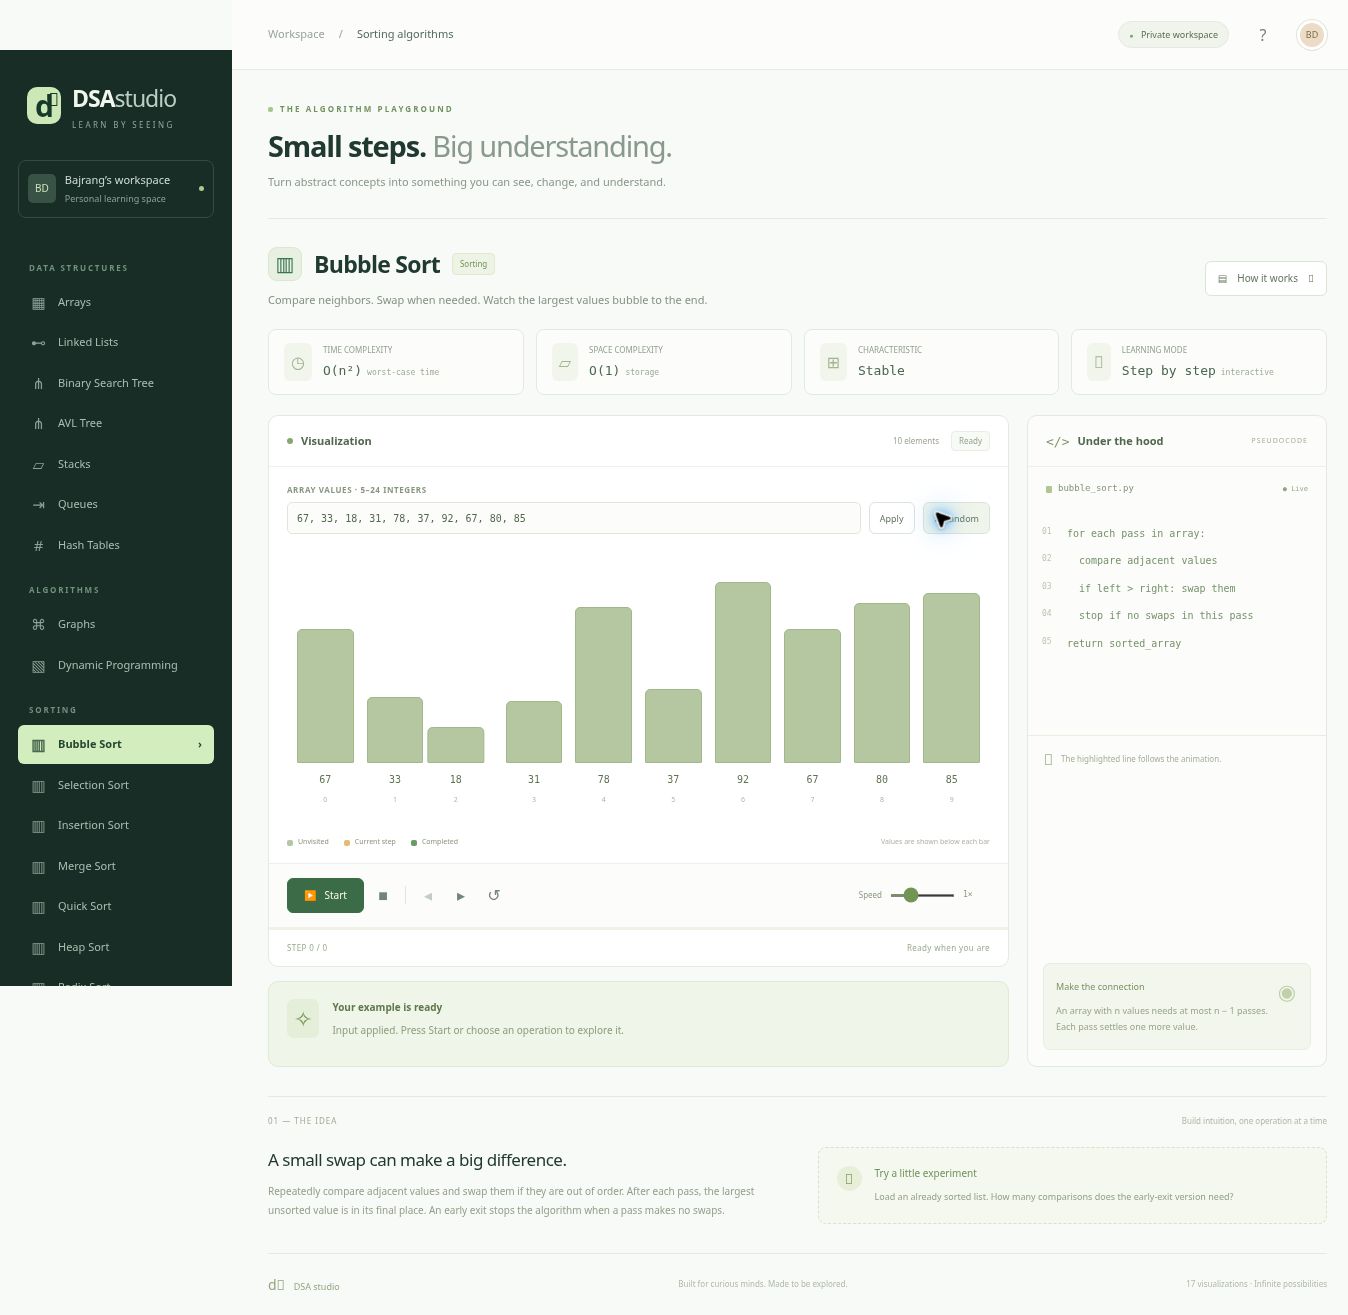 Workspace / Sorting algorithms
Private workspace
?
BD
DSAstudio
LEARN BY SEEING
BD
Bajrang's workspace
Personal learning space
DATA STRUCTURES
Arrays
Linked Lists
Binary Search Tree
AVL Tree
Stacks
Queues
# Hash Tables
ALGORITHMS
Graphs
Dynamic Programming
SORTING
Bubble Sort ›
Selection Sort
Insertion Sort
Merge Sort
Quick Sort
Heap Sort
THE ALGORITHM PLAYGROUND
Small steps. Big understanding.
Turn abstract concepts into something you can see, change, and understand.
Bubble Sort
Sorting
Compare neighbors. Swap when needed. Watch the largest values bubble to the end.
How it works
TIME COMPLEXITY
O(n²) worst-case time
SPACE COMPLEXITY
O(1) storage
CHARACTERISTIC
Stable
LEARNING MODE
Step by step interactive
Visualization
10 elements
Ready
ARRAY VALUES · 5–24 INTEGERS
67, 33, 18, 31, 78, 37, 92, 67, 80, 85
Apply
67 33 18 31 78 37 92 67 80 85
0 1 2 3 4 5 6 7 8 9
Unvisited Current step Completed
Values are shown below each bar
Start
Speed 1×
STEP 0 / 0
Ready when you are
Your example is ready
Input applied. Press Start or choose an operation to explore it.
</> Under the hood
PSEUDOCODE
bubble_sort.py
Live
01 for each pass in array:
02 compare adjacent values
03 if left > right: swap them
04 stop if no swaps in this pass
05 return sorted_array
The highlighted line follows the animation.
Make the connection
An array with n values needs at most n − 1 passes.
Each pass settles one more value.
01 — THE IDEA
Build intuition, one operation at a time
A small swap can make a big difference.
Repeatedly compare adjacent values and swap them if they are out of order. After each pass, the largest
unsorted value is in its final place. An early exit stops the algorithm when a pass makes no swaps.
Try a little experiment
Load an already sorted list. How many comparisons does the early-exit version need?
DSA studio
Built for curious minds. Made to be explored.
17 visualizations · Infinite possibilities